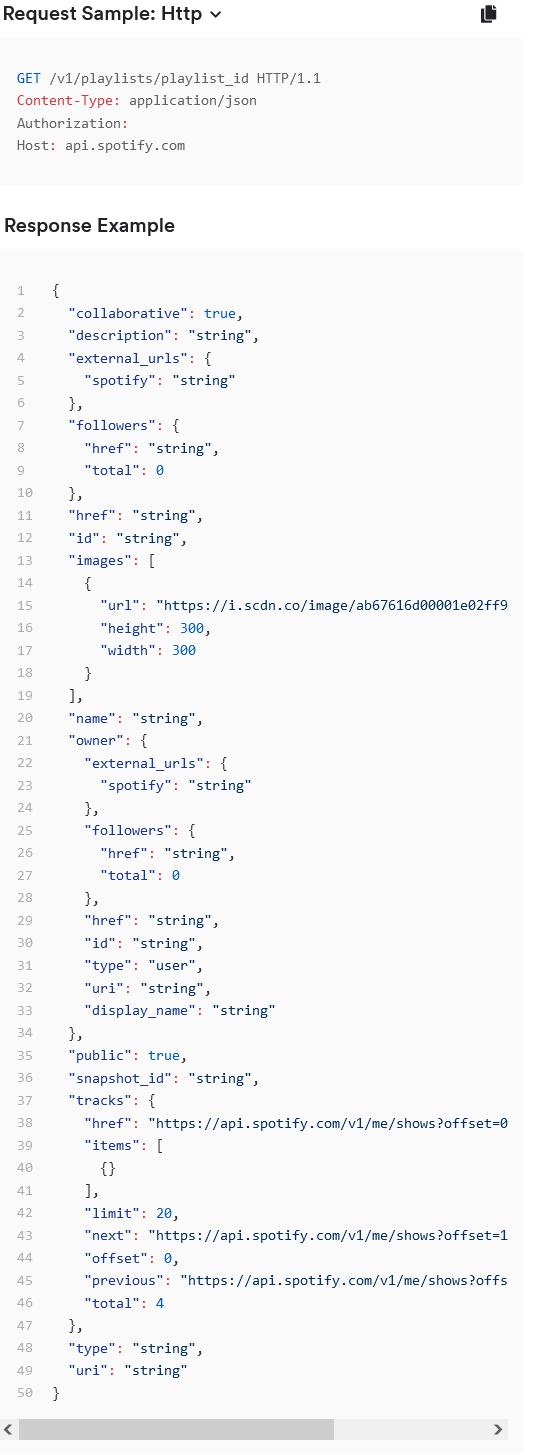 Request Sample: Http
GET /v1/playlists/playlist_id HTTP/1.1
Content-Type: application/json
Authorization:
Host: api.spotify.com
Response Example
1 {
2 "collaborative": true,
3 "description": "string",
4 "external_urls": {
5 "spotify": "string"
6 },
7 "followers": {
8 "href": "string",
9 "total": 0
10 },
11 "href": "string",
12 "id": "string",
13 "images": [
14 {
15 "url": "https://i.scdn.co/image/ab67616d00001e02ff9
16 "height": 300,
17 "width": 300
18 }
19 ],
20 "name": "string",
21 "owner": {
22 "external_urls": {
23 "spotify": "string"
24 },
25 "followers": {
26 "href": "string",
27 "total": 0
28 },
29 "href": "string",
30 "id": "string",
31 "type": "user",
32 "uri": "string",
33 "display_name": "string"
34 },
35 "public": true,
36 "snapshot_id": "string",
37 "tracks": {
38 "href": "https://api.spotify.com/v1/me/shows?offset=0
39 "items": [
40 {}
41 ],
42 "limit": 20,
43 "next": "https://api.spotify.com/v1/me/shows?offset=1
44 "offset": 0,
45 "previous": "https://api.spotify.com/v1/me/shows?offs
46 "total": 4
47 },
48 "type": "string",
49 "uri": "string"
50 }